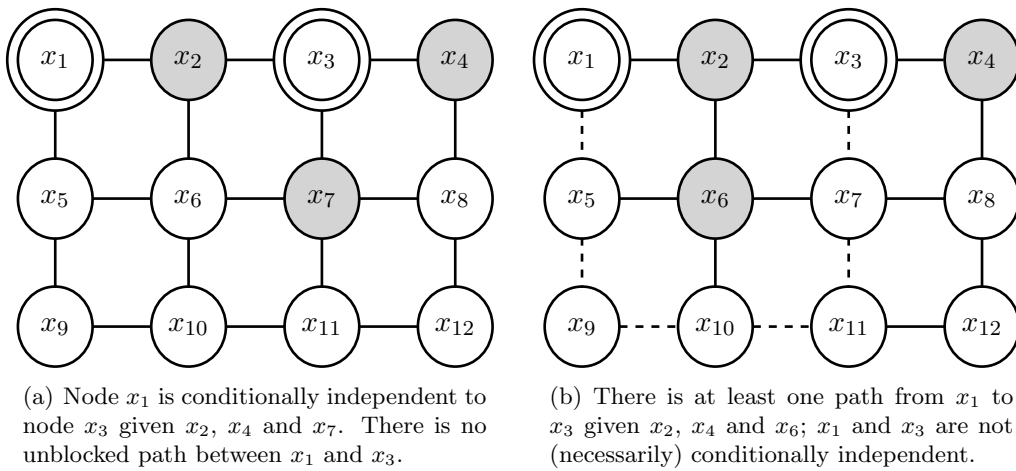 x₁ x₂ x₃ x₄
x₅ x₆ x₇ x₈
x₉ x₁₀ x₁₁ x₁₂
(a) Node x₁ is conditionally independent to
node x₃ given x₂, x₄ and x₇. There is no
unblocked path between x₁ and x₃.
x₁ x₂ x₃ x₄
x₅ x₆ x₇ x₈
x₉ x₁₀ x₁₁ x₁₂
(b) There is at least one path from x₁ to
x₃ given x₂, x₄ and x₆; x₁ and x₃ are not
(necessarily) conditionally independent.